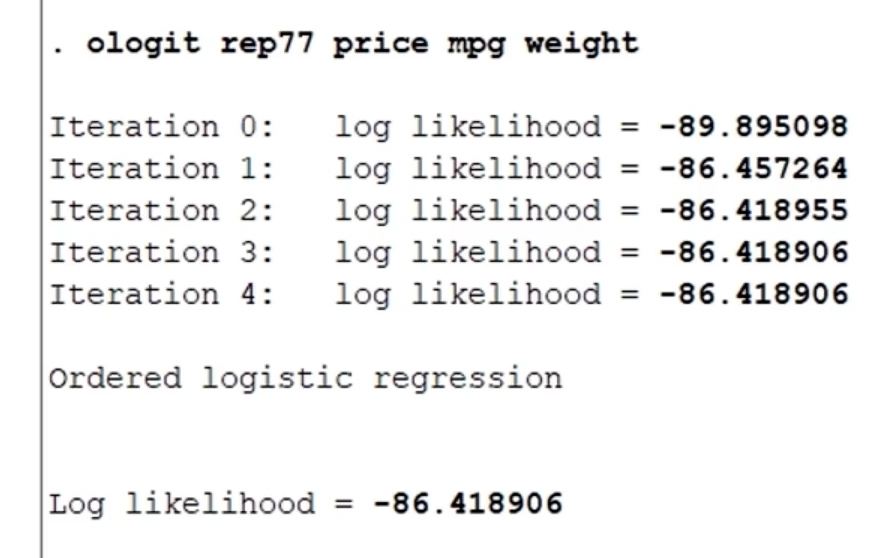 . ologit rep77 price mpg weight
Iteration 0:   log likelihood = -89.895098
Iteration 1:   log likelihood = -86.457264
Iteration 2:   log likelihood = -86.418955
Iteration 3:   log likelihood = -86.418906
Iteration 4:   log likelihood = -86.418906
Ordered logistic regression
Log likelihood = -86.418906